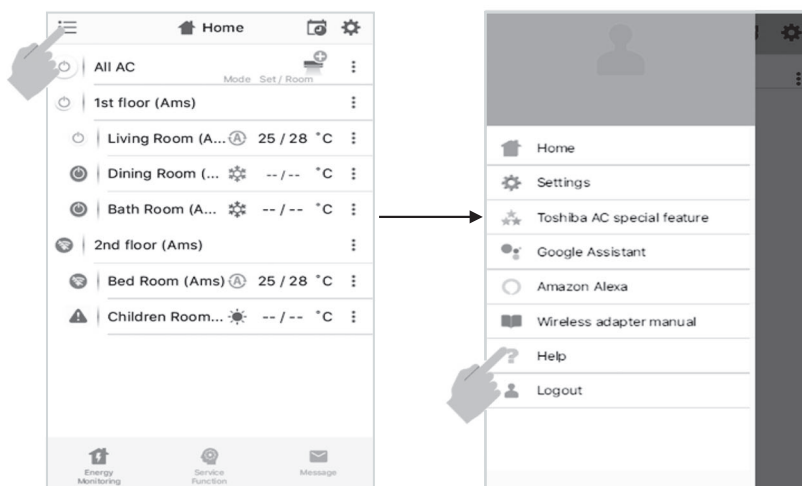 Home
All AC
Mode Set / Room
1st floor (Ams)
Living Room (A... A 25 / 28 °C
Dining Room (... -- / -- °C
Bath Room (A... -- / -- °C
2nd floor (Ams)
Bed Room (Ams) A 25 / 28 °C
Children Room... -- / -- °C
Energy
Monitoring
Service
Function
Message
Home
Settings
Toshiba AC special feature
Google Assistant
Amazon Alexa
Wireless adapter manual
? Help
Logout